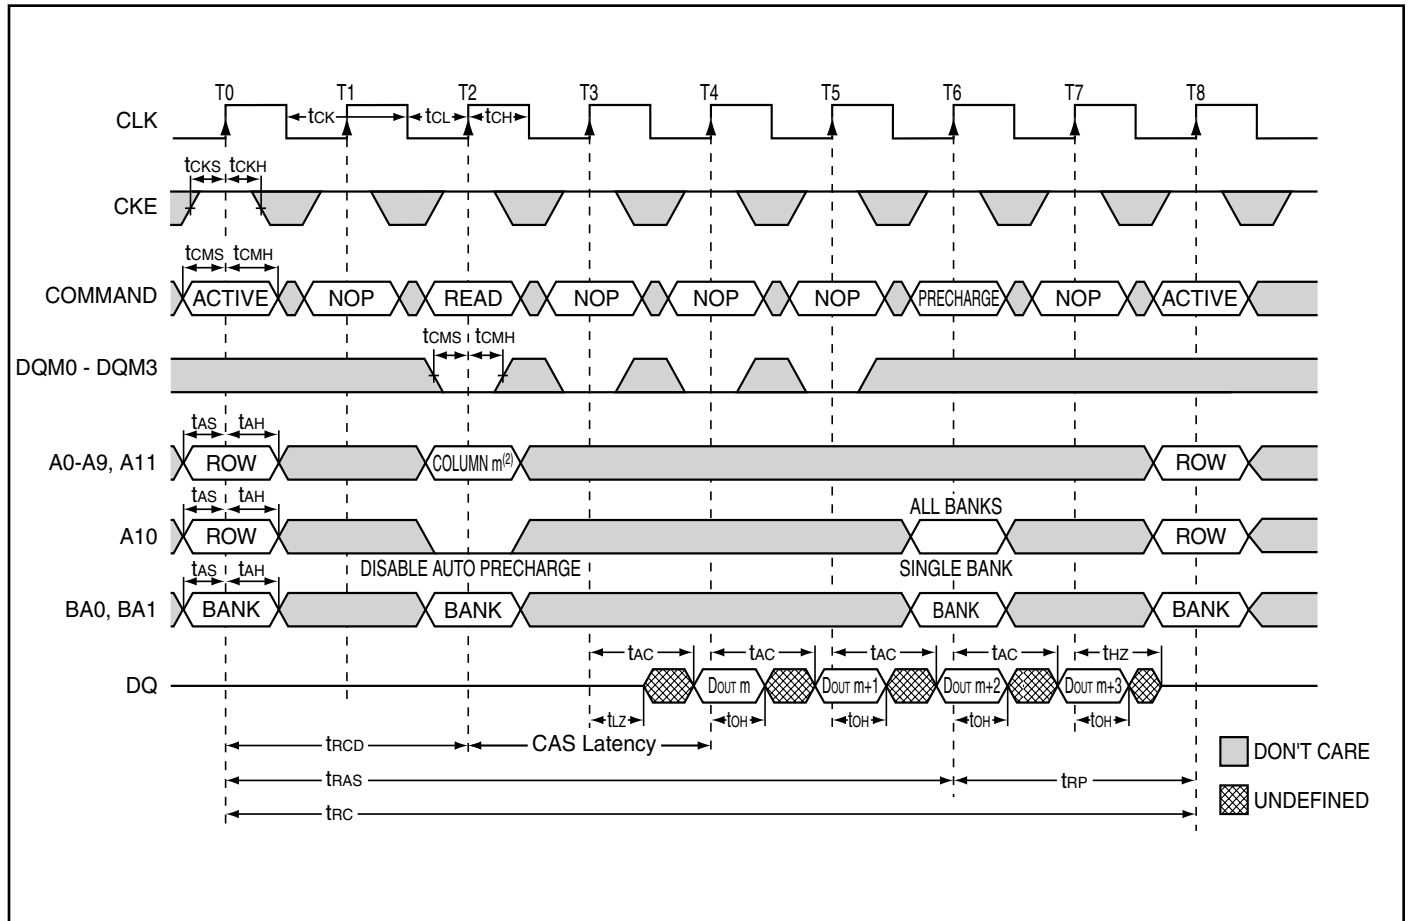 T0 T1 T2 T3 T4 T5 T6 T7 T8
CLK tCK tCL tCH
tCKS tCKH
CKE
tCMS tCMH
COMMAND ACTIVE NOP READ NOP NOP NOP PRECHARGE NOP ACTIVE
tCMS tCMH
DQM0 - DQM3
tAS tAH
A0-A9, A11 ROW COLUMN m(2) ROW
tAS tAH ALL BANKS
A10 ROW ROW
DISABLE AUTO PRECHARGE SINGLE BANK
tAS tAH
BA0, BA1 BANK BANK BANK BANK
tAC tAC tAC tAC tHZ
DQ DOUT m DOUT m+1 DOUT m+2 DOUT m+3
tLZ tOH tOH tOH tOH
tRCD CAS Latency
DON'T CARE
tRAS tRP
UNDEFINED
tRC